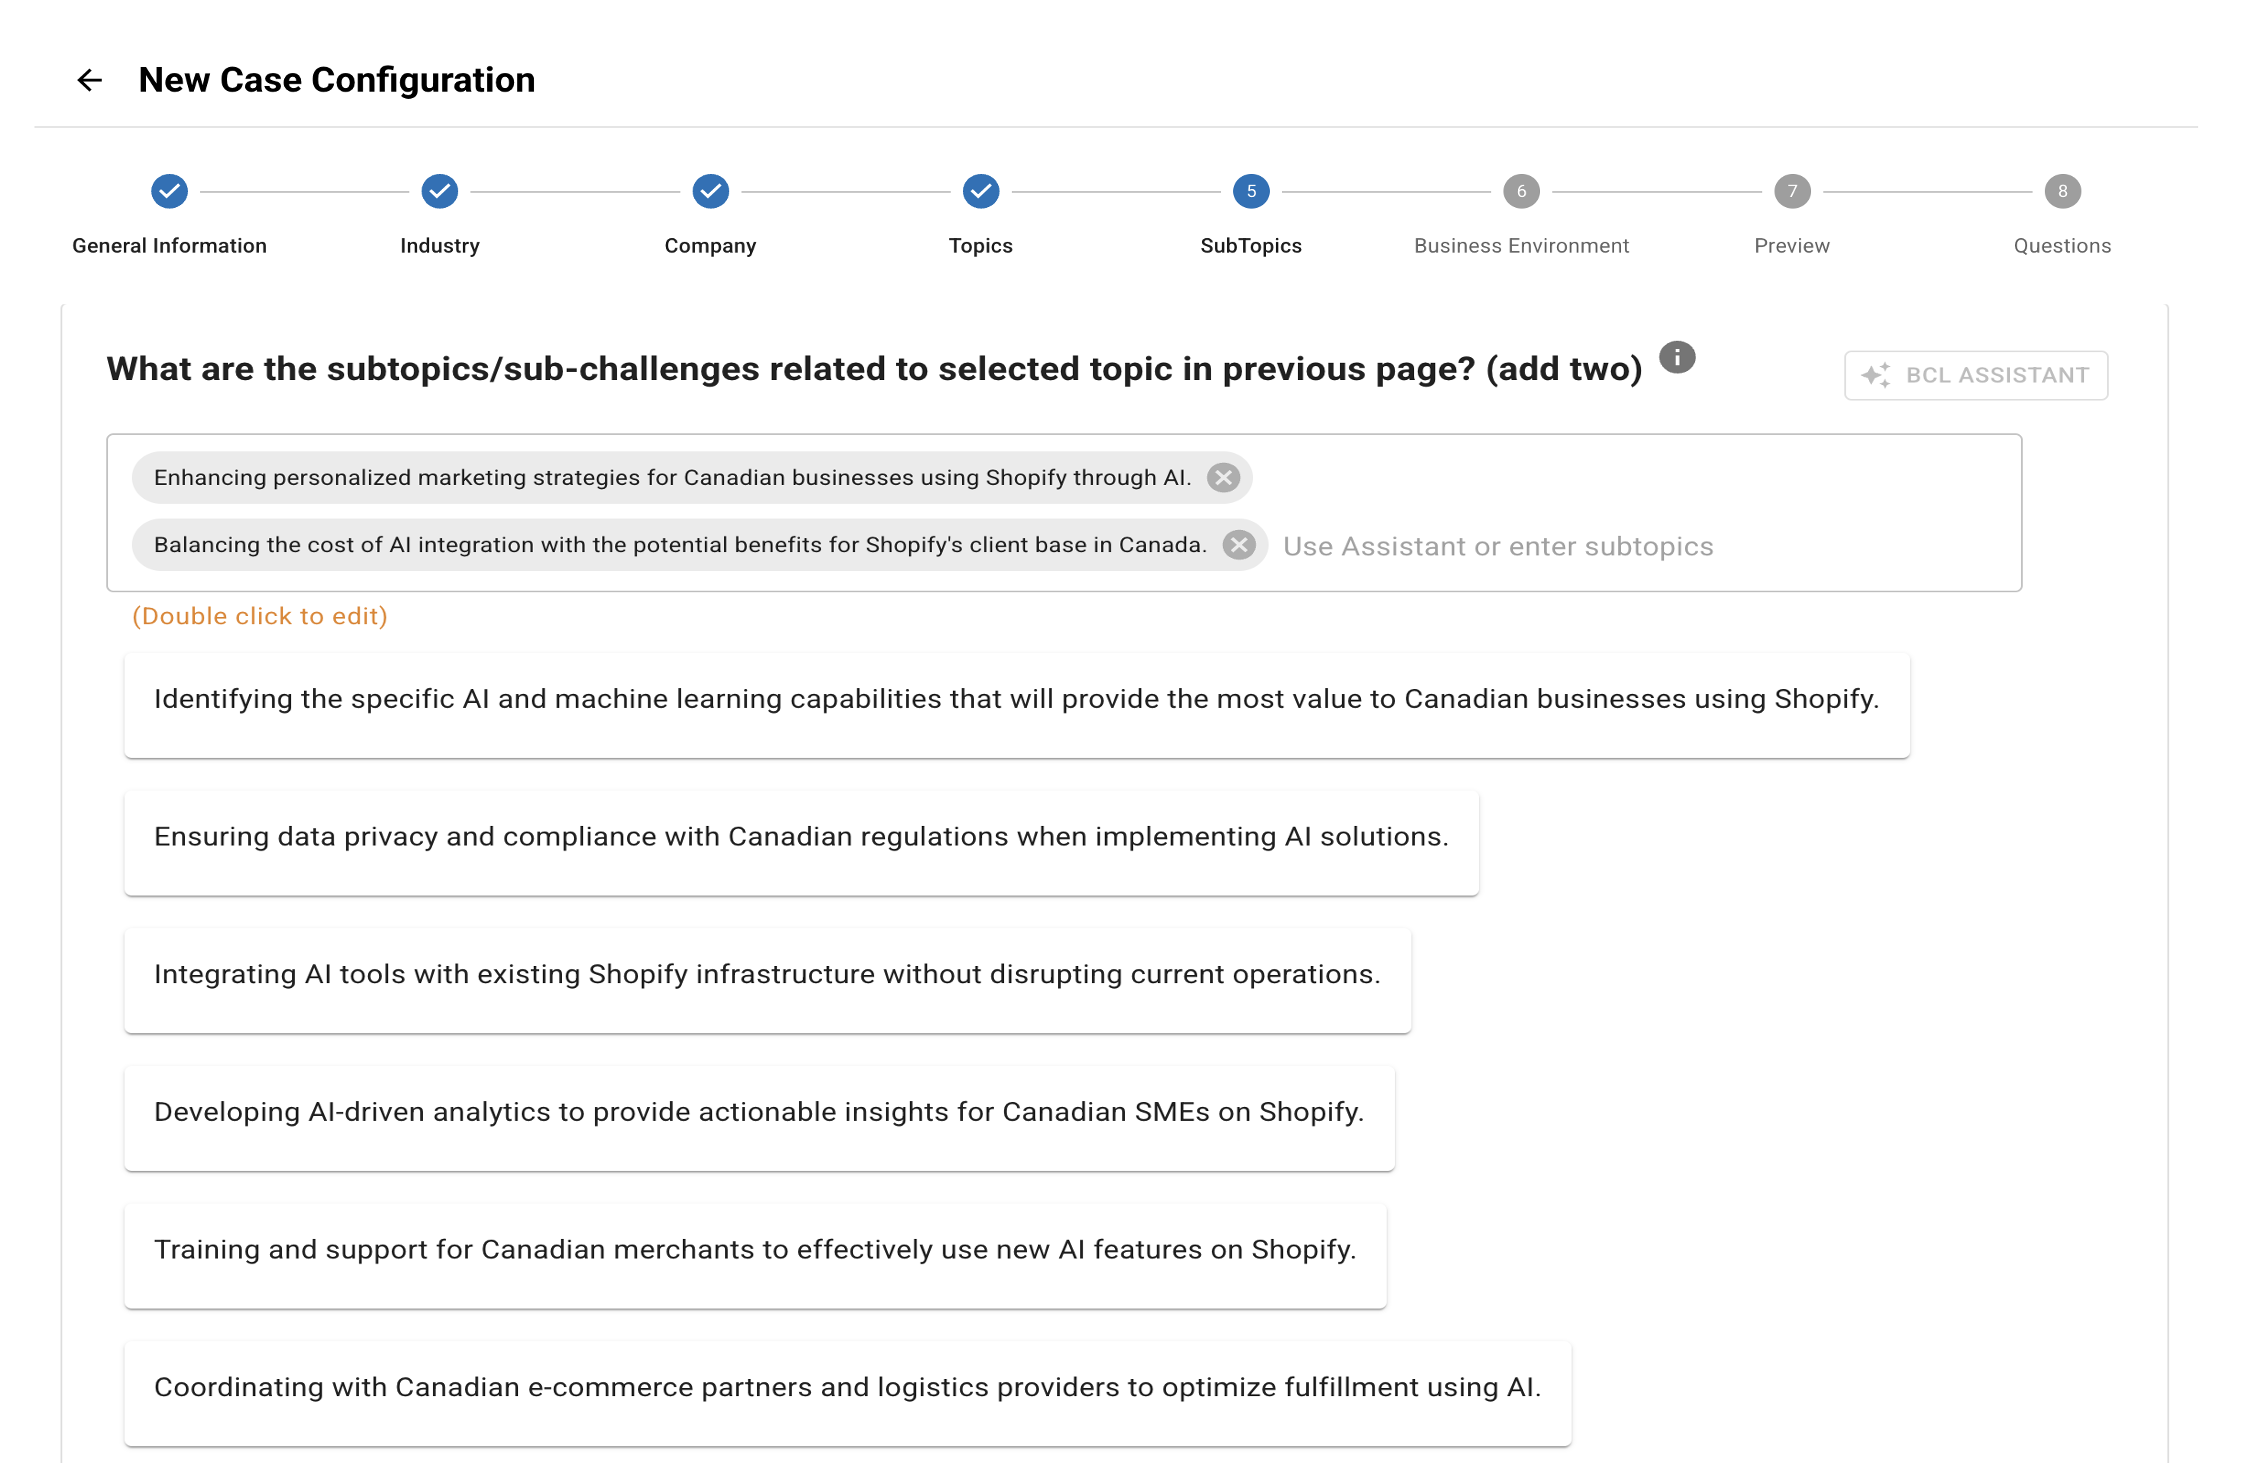 New Case Configuration
5 6 7 8
General Information Industry Company Topics SubTopics Business Environment Preview Questions
What are the subtopics/sub-challenges related to selected topic in previous page? (add two) i
BCL ASSISTANT
Enhancing personalized marketing strategies for Canadian businesses using Shopify through AI.
Balancing the cost of AI integration with the potential benefits for Shopify's client base in Canada. Use Assistant or enter subtopics
(Double click to edit)
Identifying the specific AI and machine learning capabilities that will provide the most value to Canadian businesses using Shopify.
Ensuring data privacy and compliance with Canadian regulations when implementing AI solutions.
Integrating AI tools with existing Shopify infrastructure without disrupting current operations.
Developing AI-driven analytics to provide actionable insights for Canadian SMEs on Shopify.
Training and support for Canadian merchants to effectively use new AI features on Shopify.
Coordinating with Canadian e-commerce partners and logistics providers to optimize fulfillment using AI.